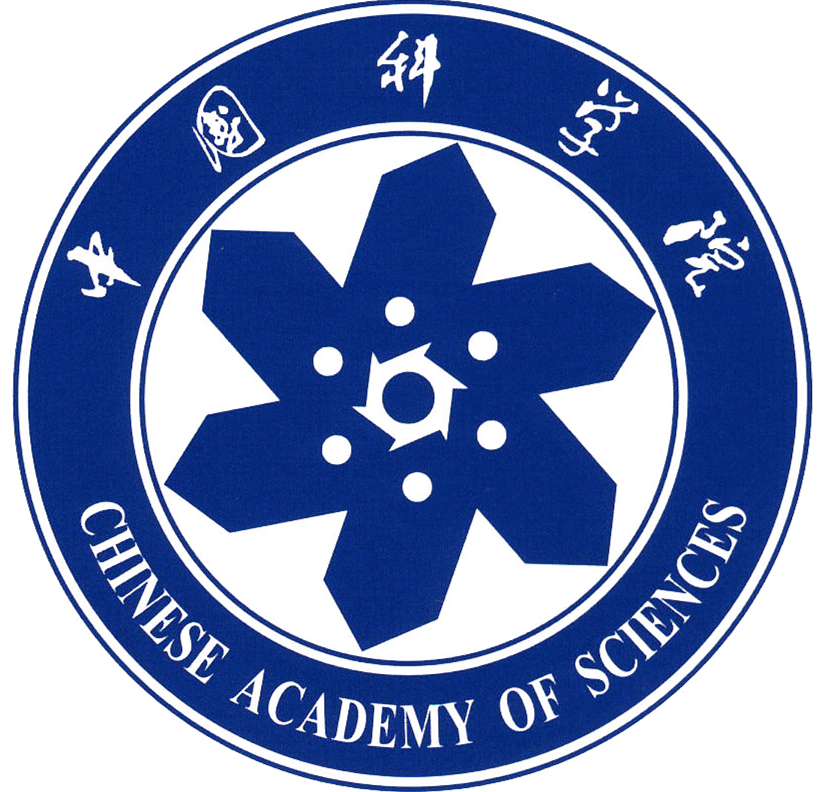 中国科学院
CHINESE ACADEMY OF SCIENCES